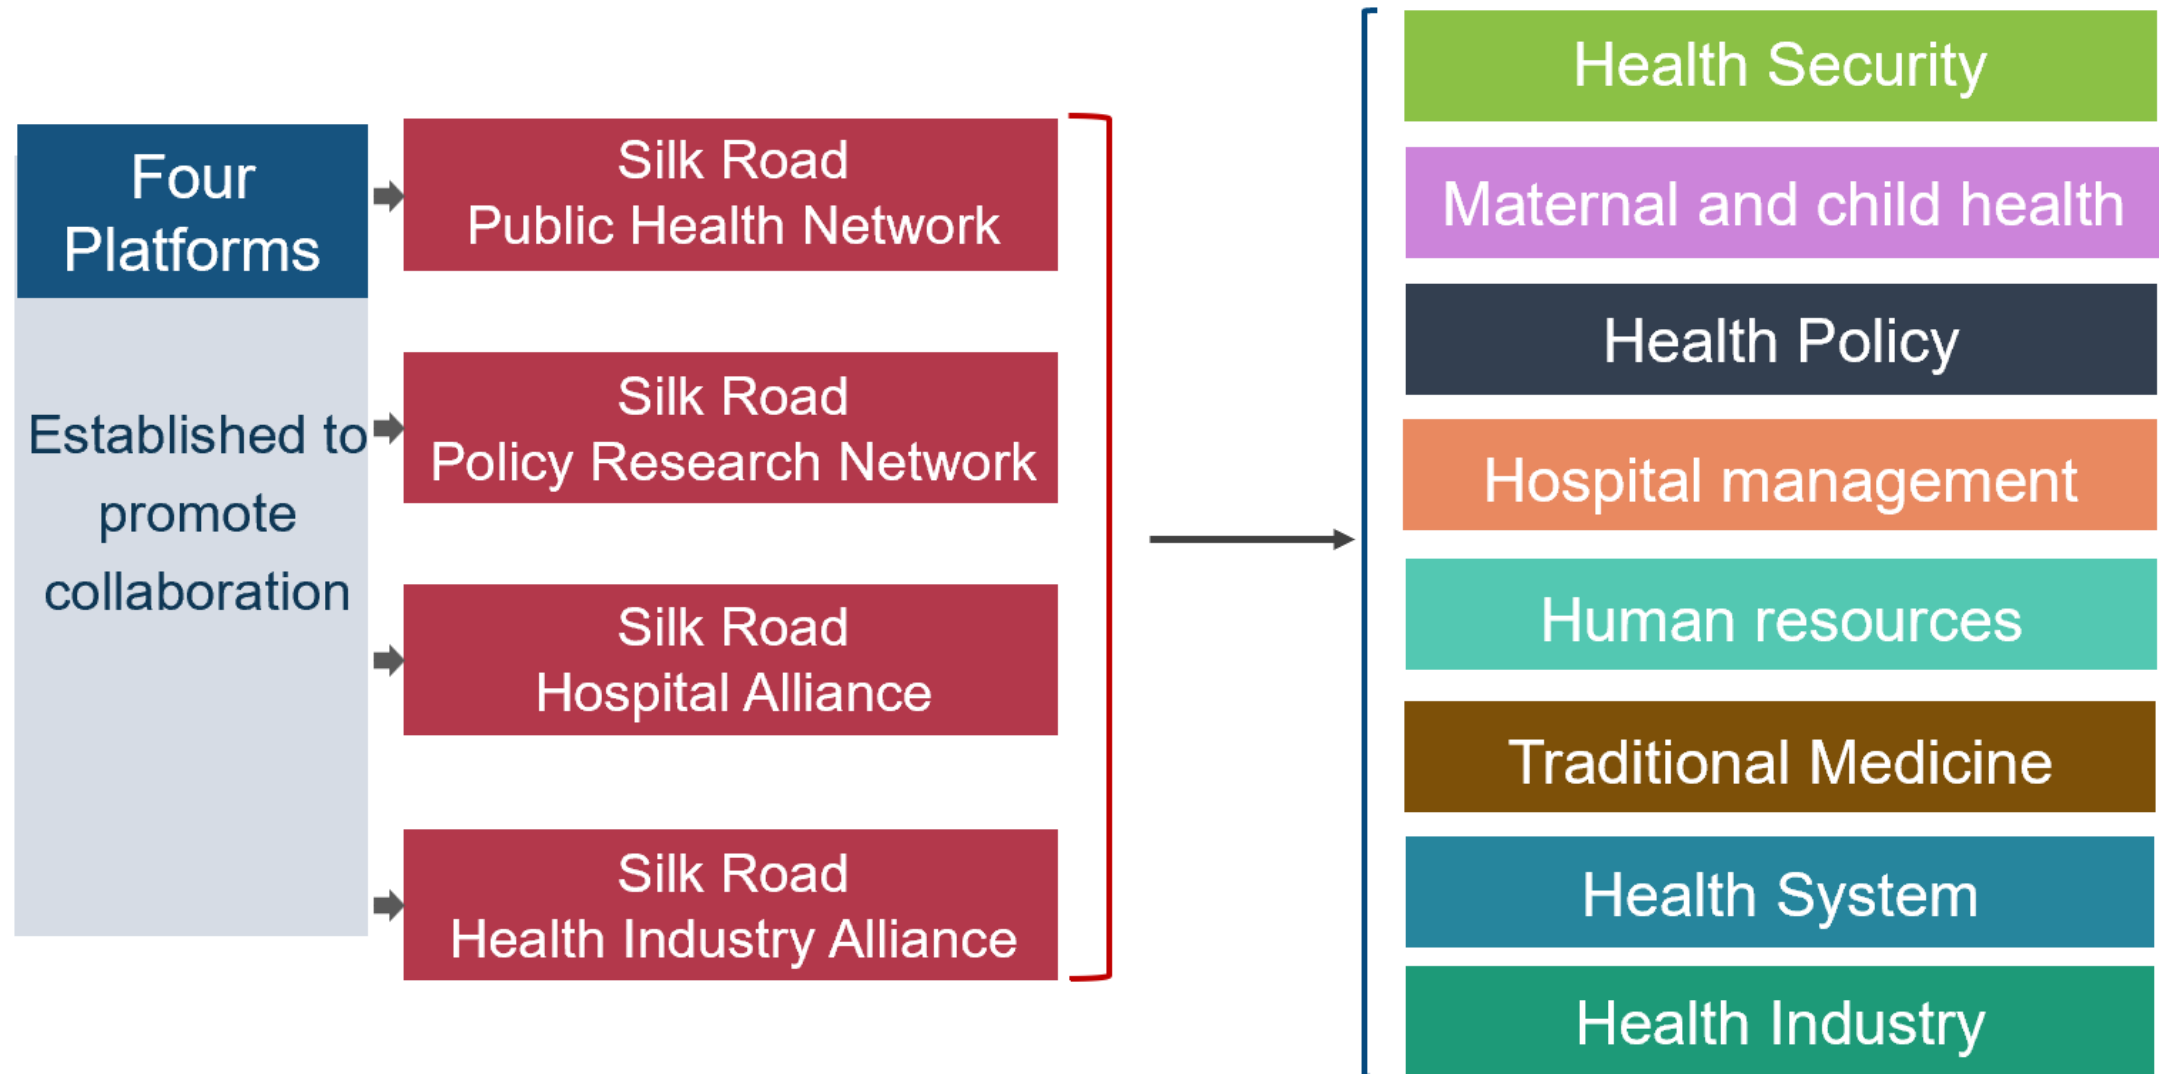 Four
Platforms
Established to
promote
collaboration
Silk Road
Public Health Network
Silk Road
Policy Research Network
Silk Road
Hospital Alliance
Silk Road
Health Industry Alliance
Health Security
Maternal and child health
Health Policy
Hospital management
Human resources
Traditional Medicine
Health System
Health Industry